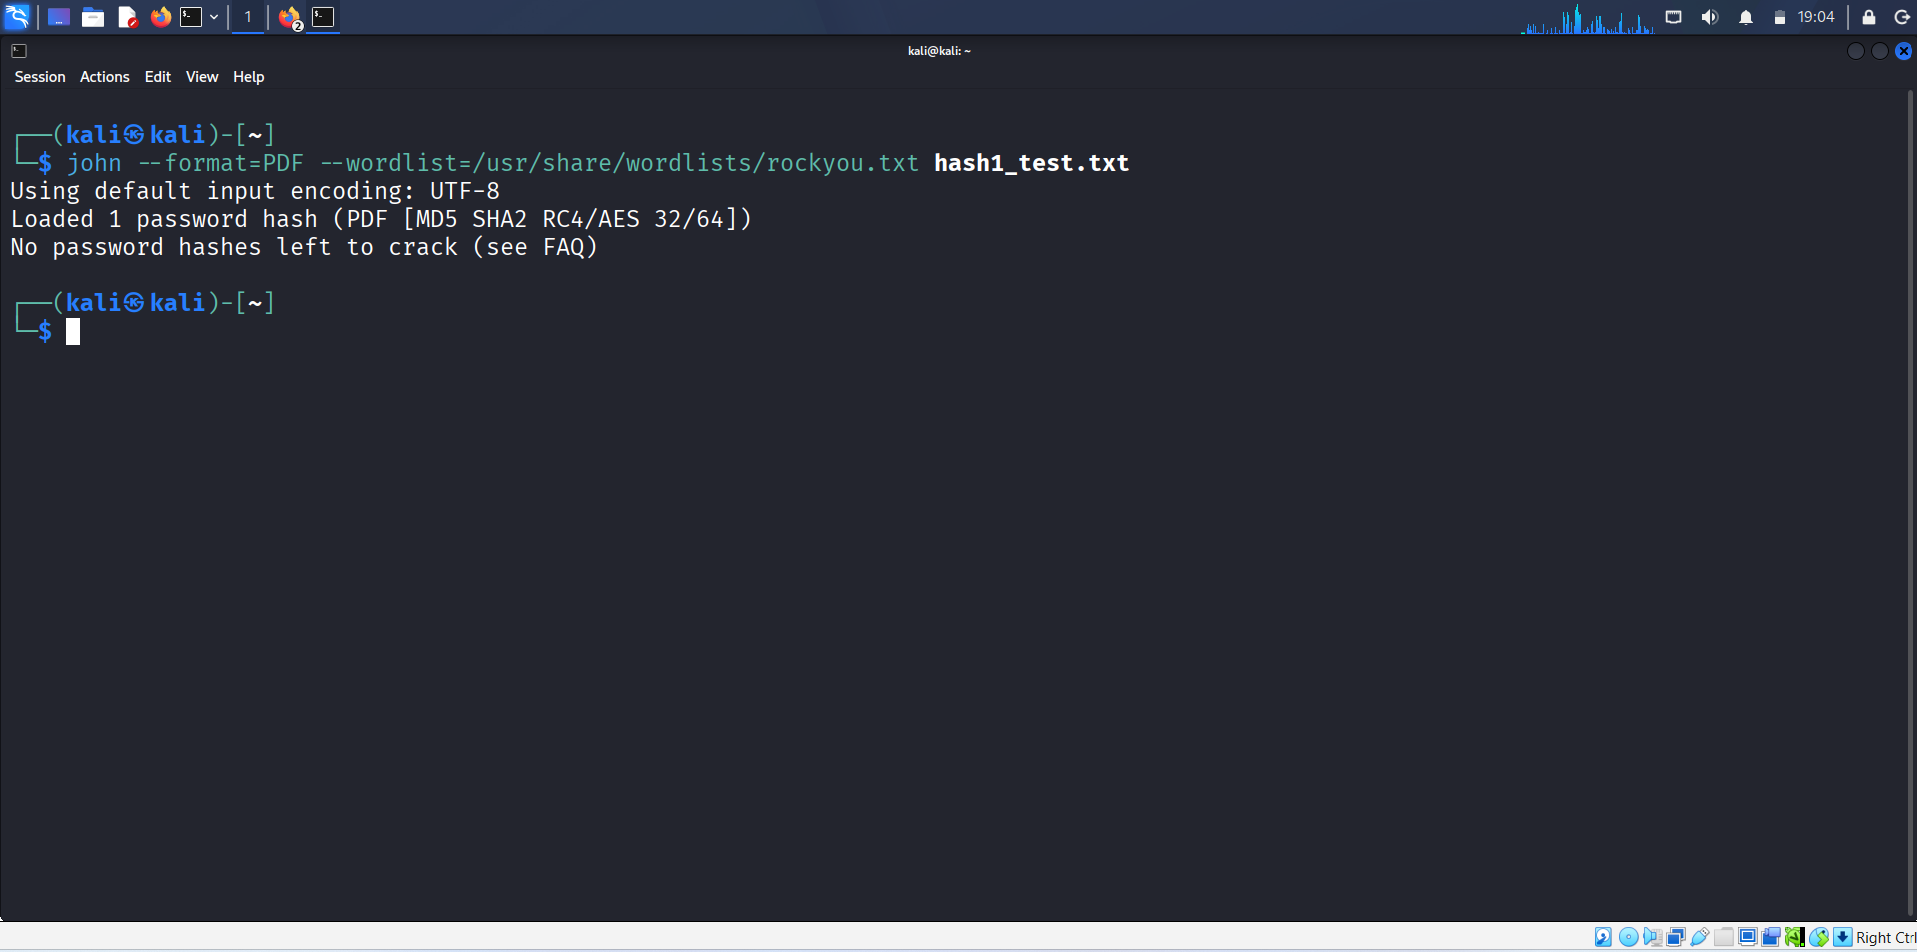 1
2
19:04
kali@kali: ~
Session Actions Edit View Help
┌──(kali㉿kali)-[~]
└─$ john --format=PDF --wordlist=/usr/share/wordlists/rockyou.txt hash1_test.txt
Using default input encoding: UTF-8
Loaded 1 password hash (PDF [MD5 SHA2 RC4/AES 32/64])
No password hashes left to crack (see FAQ)
┌──(kali㉿kali)-[~]
└─$
Right Ctrl